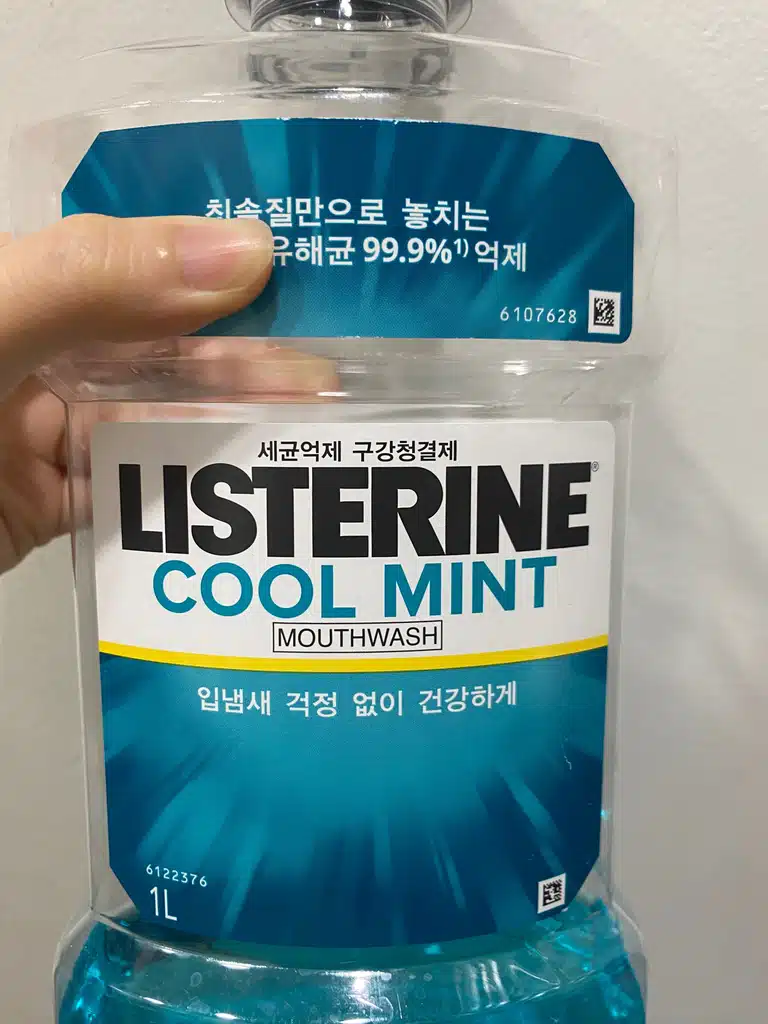 칫솔질만으로 놓치는
유해균 99.9%¹⁾ 억제
6107628
세균억제 구강청결제
LISTERINE®
COOL MINT
MOUTHWASH
입냄새 걱정 없이 건강하게
6122376
1L